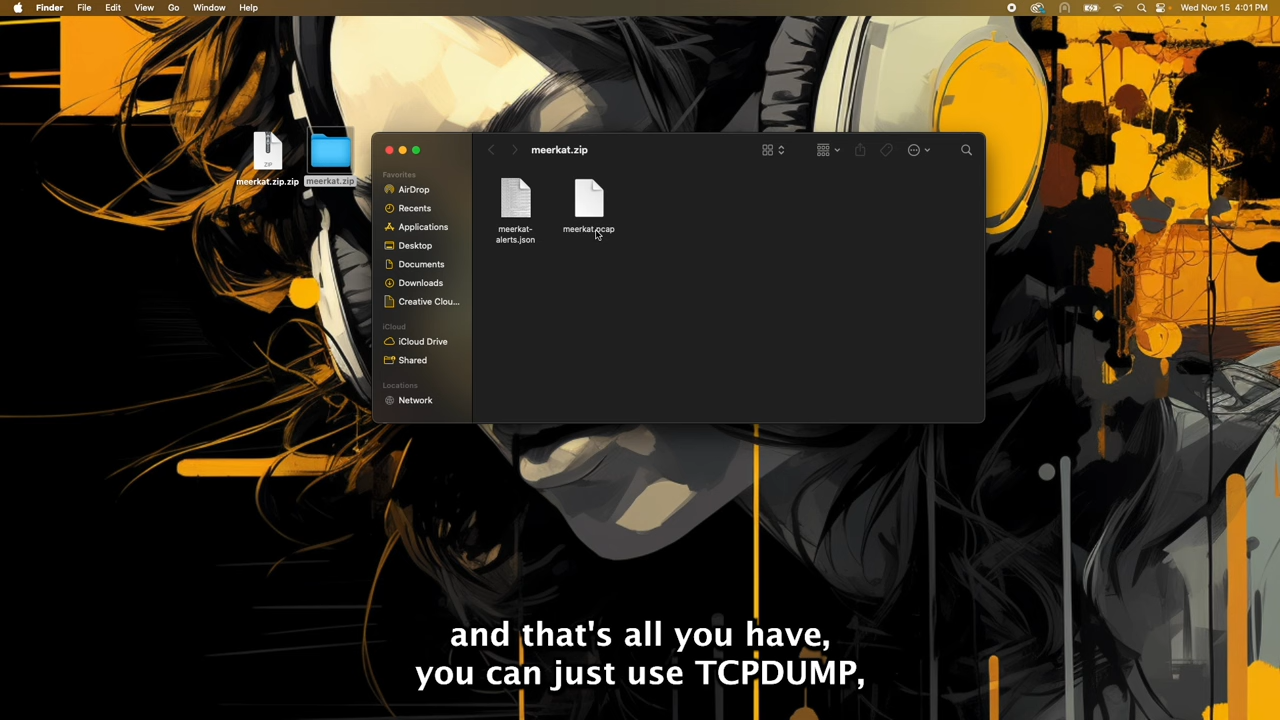 Finder File Edit View Go Window Help
Wed Nov 15 4:01 PM
ZIP
meerkat.zip.zip
meerkat.zip
meerkat.zip
Favorites
AirDrop
Recents
Applications
Desktop
Documents
Downloads
Creative Clou...
iCloud
iCloud Drive
Shared
Locations
Network
meerkat-
alerts.json
meerkat.pcap
and that's all you have,
you can just use TCPDUMP,